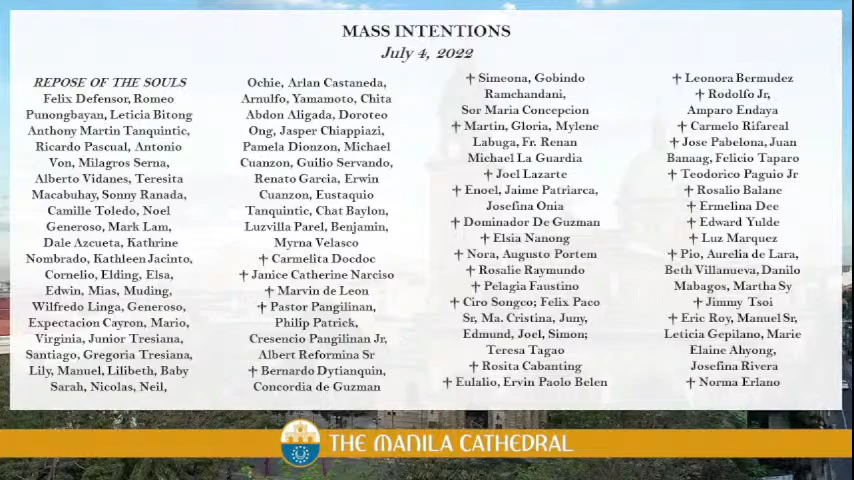 MASS INTENTIONS
July 4, 2022
REPOSE OF THE SOULS
Felix Defensor, Romeo
Punongbayan, Leticia Bitong
Anthony Martin Tanquintic,
Ricardo Pascual, Antonio
Von, Milagros Serna,
Alberto Vidanes, Teresita
Macabuhay, Sonny Ranada,
Camille Toledo, Noel
Generoso, Mark Lam,
Dale Azcueta, Kathrine
Nombrado, Kathleen Jacinto,
Cornelio, Elding, Elsa,
Edwin, Mias, Muding,
Wilfredo Linga, Generoso,
Expectacion Cayron, Mario,
Virginia, Junior Tresiana,
Santiago, Gregoria Tresiana,
Lily, Manuel, Lilibeth, Baby
Sarah, Nicolas, Neil,
Ochie, Arlan Castaneda,
Arnulfo, Yamamoto, Chita
Abdon Aligada, Doroteo
Ong, Jasper Chiappiazi,
Pamela Dionzon, Michael
Cuanzon, Guilio Servando,
Renato Garcia, Erwin
Cuanzon, Eustaquio
Tanquintic, Chat Baylon,
Luzvilla Parel, Benjamin,
Myrna Velasco
✝ Carmelita Docdoc
✝ Janice Catherine Narciso
✝ Marvin de Leon
✝ Pastor Pangilinan,
Philip Patrick,
Cresencio Pangilinan Jr,
Albert Reformina Sr
✝ Bernardo Dytianquin,
Concordia de Guzman
✝ Simeona, Gobindo
Ramchandani,
Sor Maria Concepcion
✝ Martin, Gloria, Mylene
Labuga, Fr. Renan
Michael La Guardia
✝ Joel Lazarte
✝ Enoel, Jaime Patriarca,
Josefina Onia
✝ Dominador De Guzman
✝ Elsia Nanong
✝ Nora, Augusto Portem
✝ Rosalie Raymundo
✝ Pelagia Faustino
✝ Ciro Songco; Felix Paco
Sr, Ma. Cristina, Juny,
Edmund, Joel, Simon;
Teresa Tagao
✝ Rosita Cabanting
✝ Eulalio, Ervin Paolo Belen
✝ Leonora Bermudez
✝ Rodolfo Jr,
Amparo Endaya
✝ Carmelo Rifareal
✝ Jose Pabelona, Juan
Banaag, Felicio Taparo
✝ Teodorico Paguio Jr
✝ Rosalio Balane
✝ Ermelina Dee
✝ Edward Yulde
✝ Luz Marquez
✝ Pio, Aurelia de Lara,
Beth Villanueva, Danilo
Mabagos, Martha Sy
✝ Jimmy Tsoi
✝ Eric Roy, Manuel Sr,
Leticia Gepilano, Marie
Elaine Ahyong,
Josefina Rivera
✝ Norma Erlano
THE MANILA CATHEDRAL